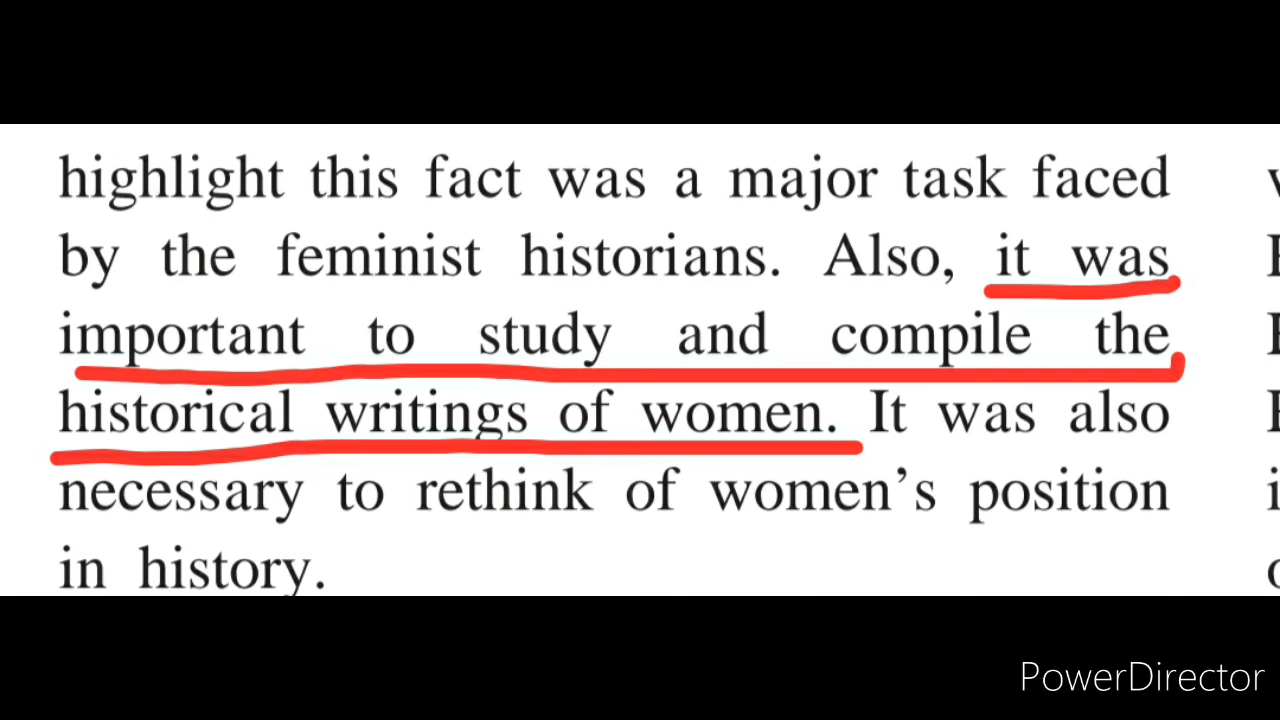 highlight this fact was a major task faced
by the feminist historians. Also, it was
important to study and compile the
historical writings of women. It was also
necessary to rethink of women’s position
in history.
PowerDirector